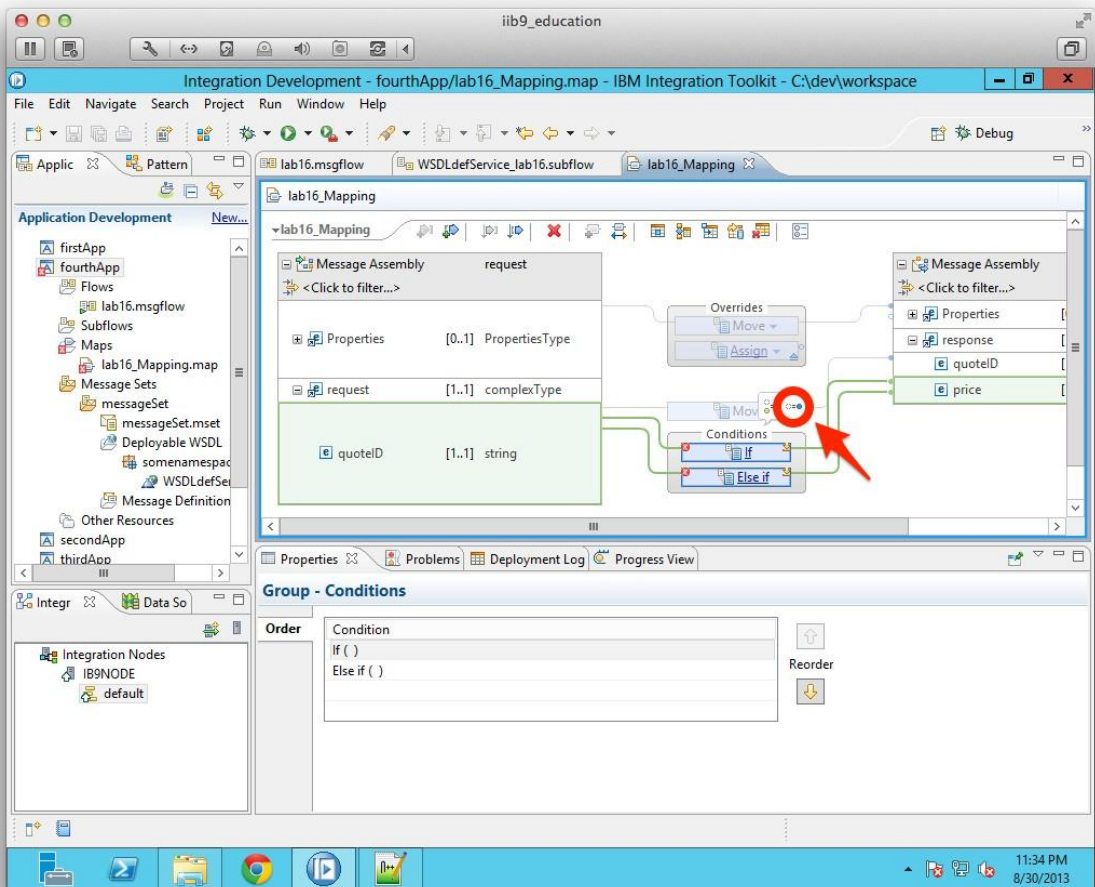 iib9_education
Integration Development - fourthApp/lab16_Mapping.map - IBM Integration Toolkit - C:\dev\workspace
File Edit Navigate Search Project Run Window Help
Debug
Applic
Pattern
Application Development
New...
firstApp
fourthApp
Flows
lab16.msgflow
Subflows
Maps
lab16_Mapping.map
Message Sets
messageSet
messageSet.mset
Deployable WSDL
somenamespac
WSDLdefSer
Message Definition
Other Resources
secondApp
thirdApp
lab16.msgflow
WSDLdefService_lab16.subflow
lab16_Mapping
lab16_Mapping
lab16_Mapping
Message Assembly request
<Click to filter...>
Properties [0..1] PropertiesType
request [1..1] complexType
quoteID [1..1] string
Overrides
Move
Assign
Mov
Conditions
If
Else if
Message Assembly
<Click to filter...>
Properties [
response [
quoteID [
price [
Integr
Data So
Integration Nodes
IB9NODE
default
Properties
Problems
Deployment Log
Progress View
Group - Conditions
Order
Condition
If ( )
Else if ( )
Reorder
N++
11:34 PM
8/30/2013